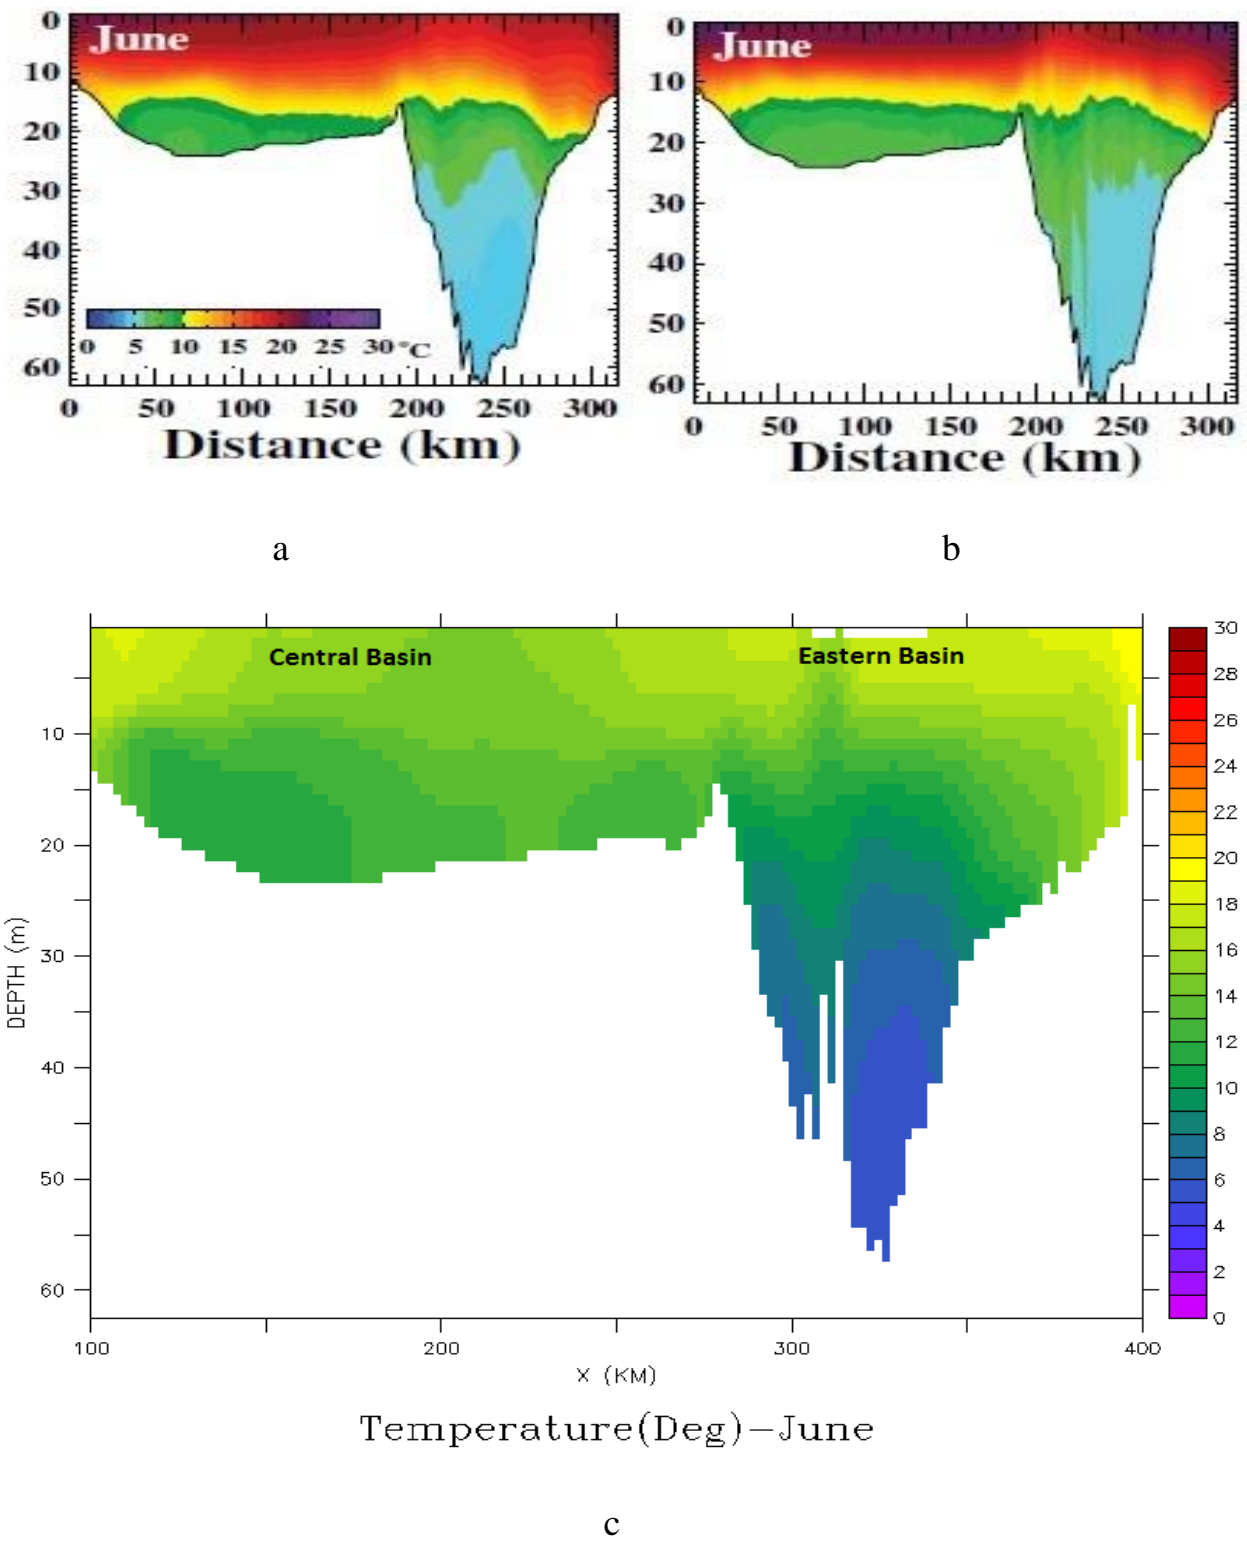 June
0
10
20
30
40
50
60
0 5 10 15 20 25 30 °C
0 50 100 150 200 250 300
Distance (km)
a
June
0
10
20
30
40
50
60
0 50 100 150 200 250 300
Distance (km)
b
Central Basin
Eastern Basin
DEPTH (m)
10
20
30
40
50
60
100 200 300 400
X (KM)
30
28
26
24
22
20
18
16
14
12
10
8
6
4
2
0
Temperature(Deg)-June
c